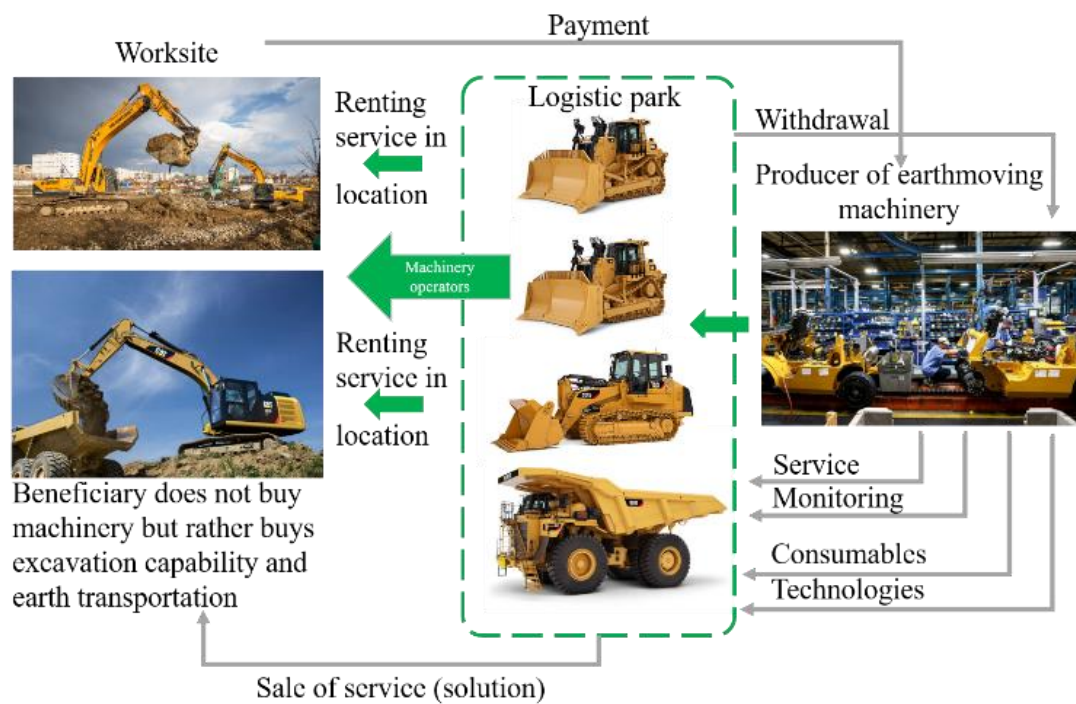 Payment
Worksite
Renting
service in
location
Logistic park
Withdrawal
Producer of earthmoving
machinery
Machinery
operators
Renting
service in
location
Service
Monitoring
Consumables
Technologies
Beneficiary does not buy
machinery but rather buys
excavation capability and
earth transportation
Sale of service (solution)